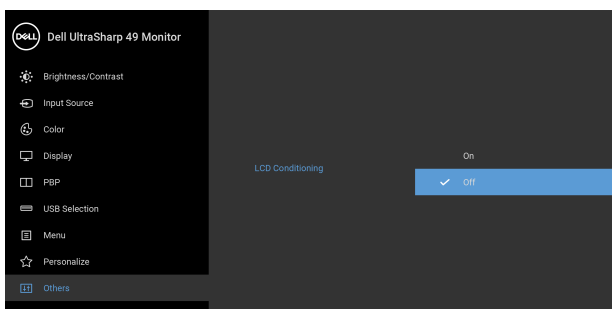 DELL
Dell UltraSharp 49 Monitor
Brightness/Contrast
Input Source
Color
Display
PBP
USB Selection
Menu
Personalize
Others
LCD Conditioning
On
Off